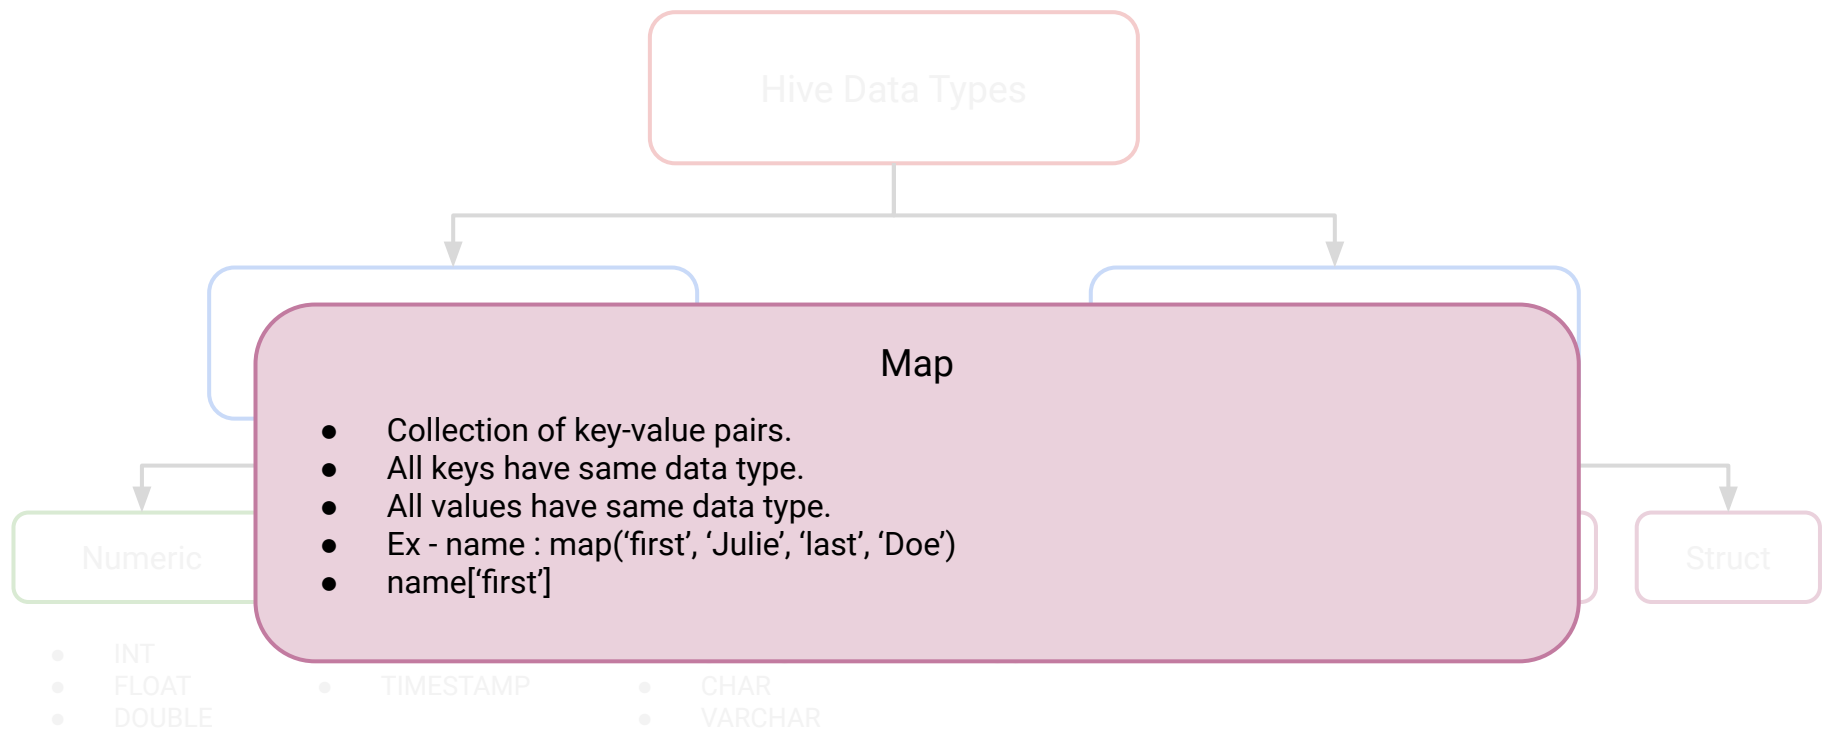 Hive Data Types
Map
● Collection of key-value pairs.
● All keys have same data type.
● All values have same data type.
● Ex - name : map(‘first’, ‘Julie’, ‘last’, ‘Doe’)
● name[‘first’]
Numeric
Struct
● INT
● FLOAT
● DOUBLE
● TIMESTAMP
● CHAR
● VARCHAR